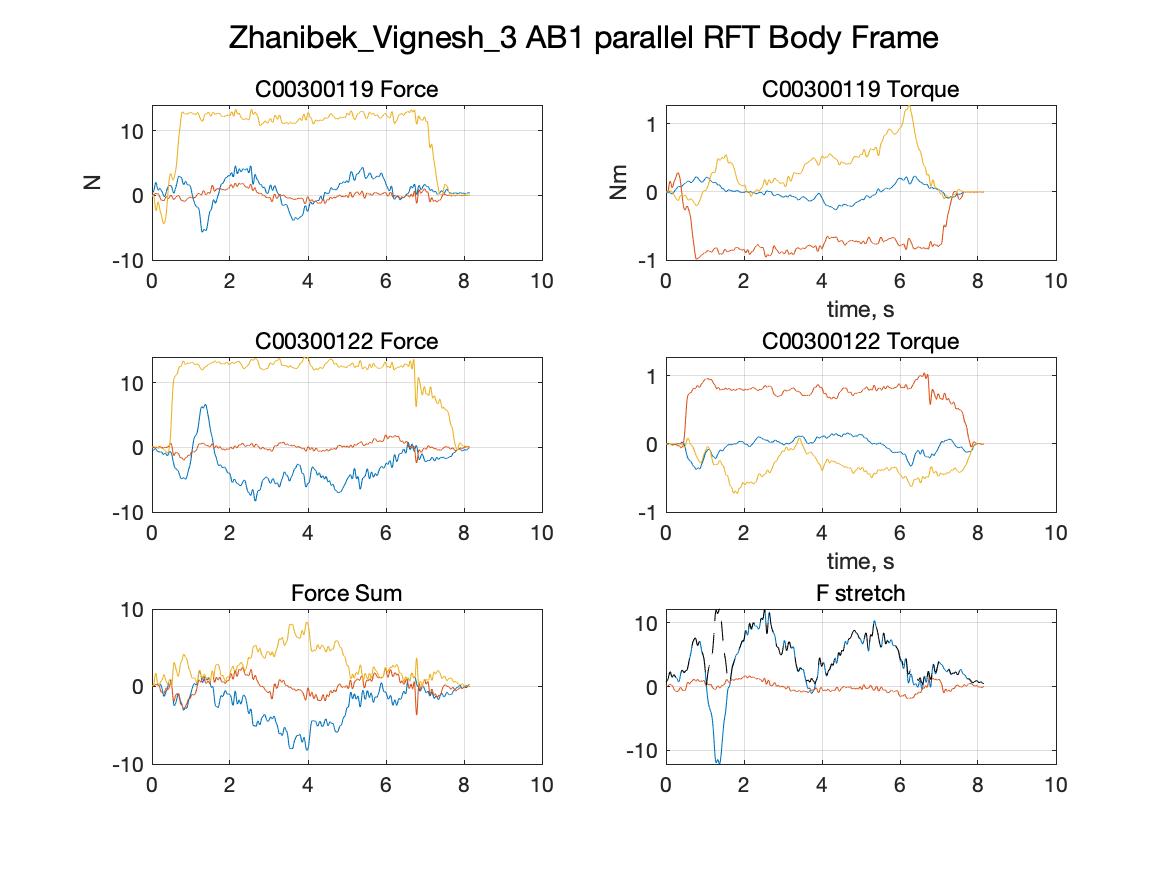 Zhanibek_Vignesh_3 AB1 parallel RFT Body Frame
C00300119 Force
N
10
0
-10
0 2 4 6 8 10
C00300119 Torque
Nm
1
0
-1
0 2 4 6 8 10
time, s
C00300122 Force
10
0
-10
0 2 4 6 8 10
C00300122 Torque
1
0
-1
0 2 4 6 8 10
time, s
Force Sum
10
0
-10
0 2 4 6 8 10
F stretch
10
0
-10
0 2 4 6 8 10